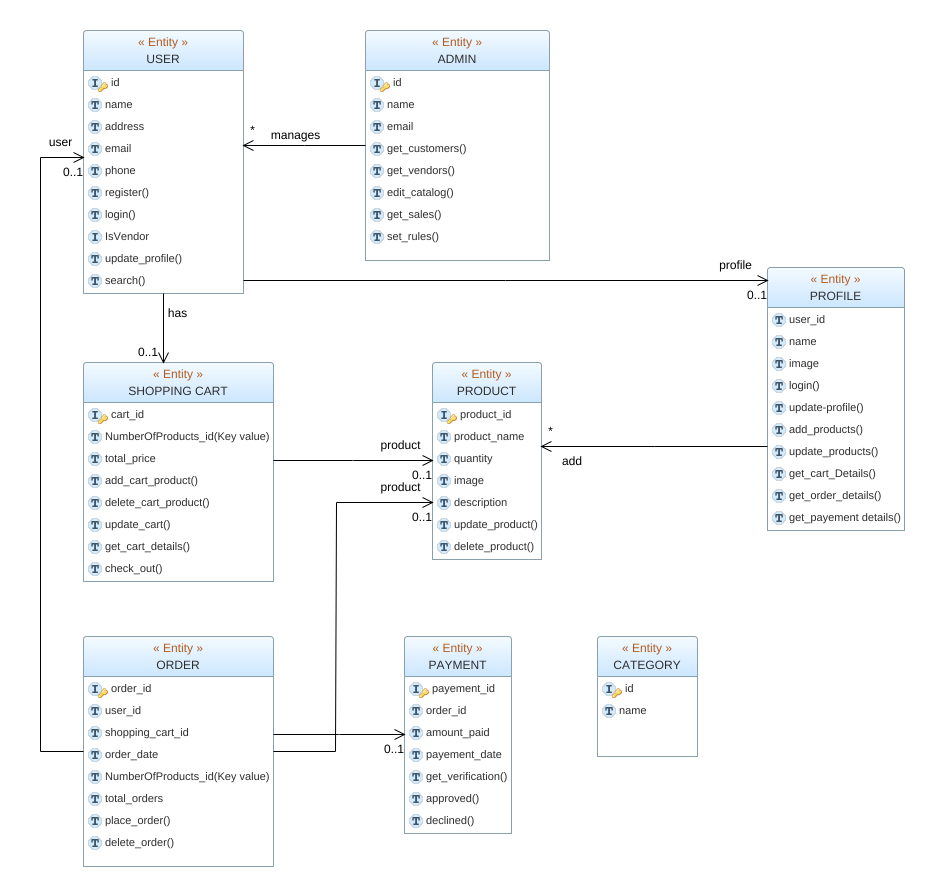 « Entity »
USER
id
name
address
email
phone
register()
login()
IsVendor
update_profile()
search()
« Entity »
ADMIN
id
name
email
get_customers()
get_vendors()
edit_catalog()
get_sales()
set_rules()
*
manages
user
0..1
profile
0..1
has
0..1
« Entity »
PROFILE
user_id
name
image
login()
update-profile()
add_products()
update_products()
get_cart_Details()
get_order_details()
get_payement details()
« Entity »
SHOPPING CART
cart_id
NumberOfProducts_id(Key value)
total_price
add_cart_product()
delete_cart_product()
update_cart()
get_cart_details()
check_out()
product
0..1
product
0..1
« Entity »
PRODUCT
product_id
product_name
quantity
image
description
update_product()
delete_product()
*
add
« Entity »
ORDER
order_id
user_id
shopping_cart_id
order_date
NumberOfProducts_id(Key value)
total_orders
place_order()
delete_order()
0..1
« Entity »
PAYMENT
payement_id
order_id
amount_paid
payement_date
get_verification()
approved()
declined()
« Entity »
CATEGORY
id
name